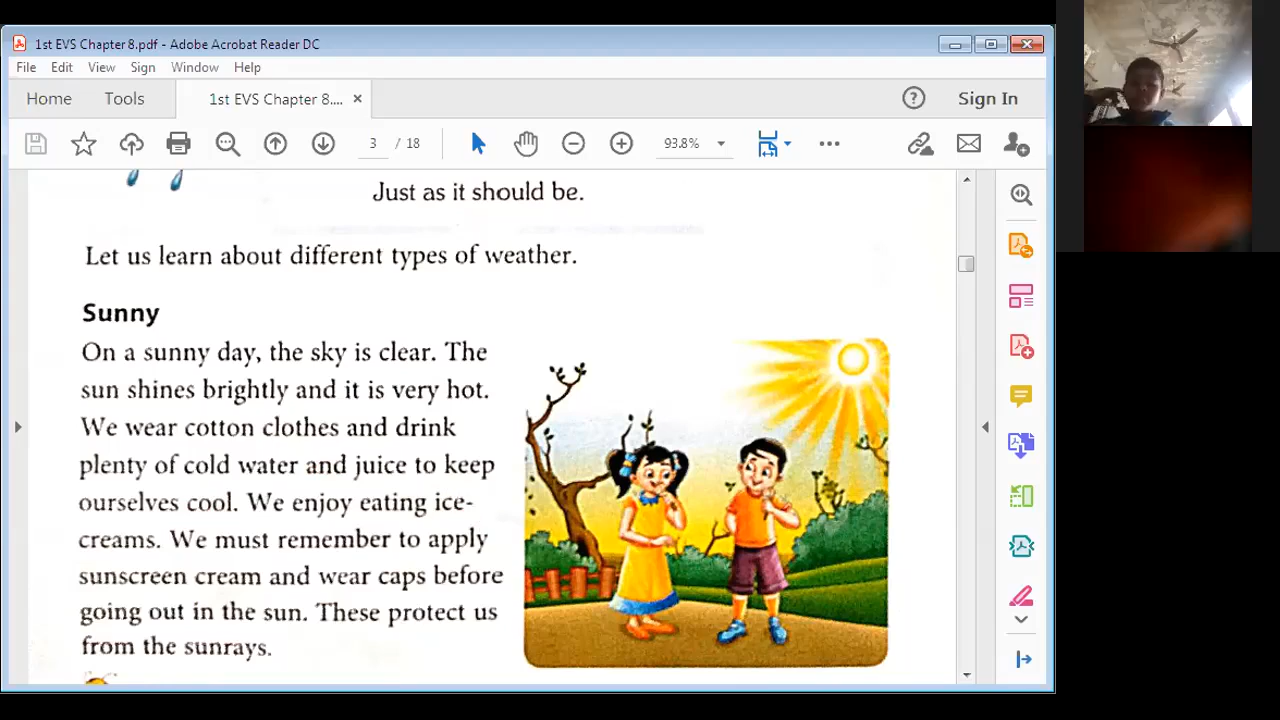 1st EVS Chapter 8.pdf - Adobe Acrobat Reader DC
File Edit View Sign Window Help
Home Tools 1st EVS Chapter 8.... × Sign In
3 / 18 93.8%
Just as it should be.
Let us learn about different types of weather.
Sunny
On a sunny day, the sky is clear. The
sun shines brightly and it is very hot.
We wear cotton clothes and drink
plenty of cold water and juice to keep
ourselves cool. We enjoy eating ice-
creams. We must remember to apply
sunscreen cream and wear caps before
going out in the sun. These protect us
from the sunrays.